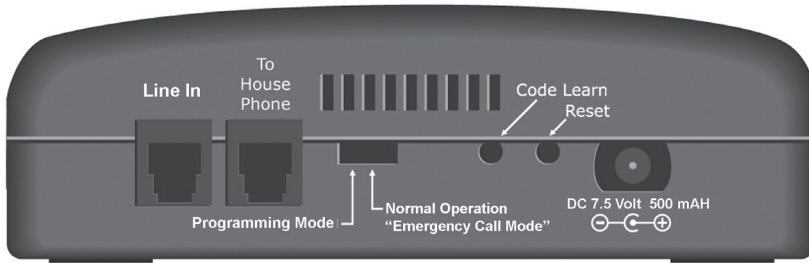 Line In
To
House
Phone
Code Learn
Reset
Programming Mode
Normal Operation
“Emergency Call Mode”
DC 7.5 Volt 500 mAH